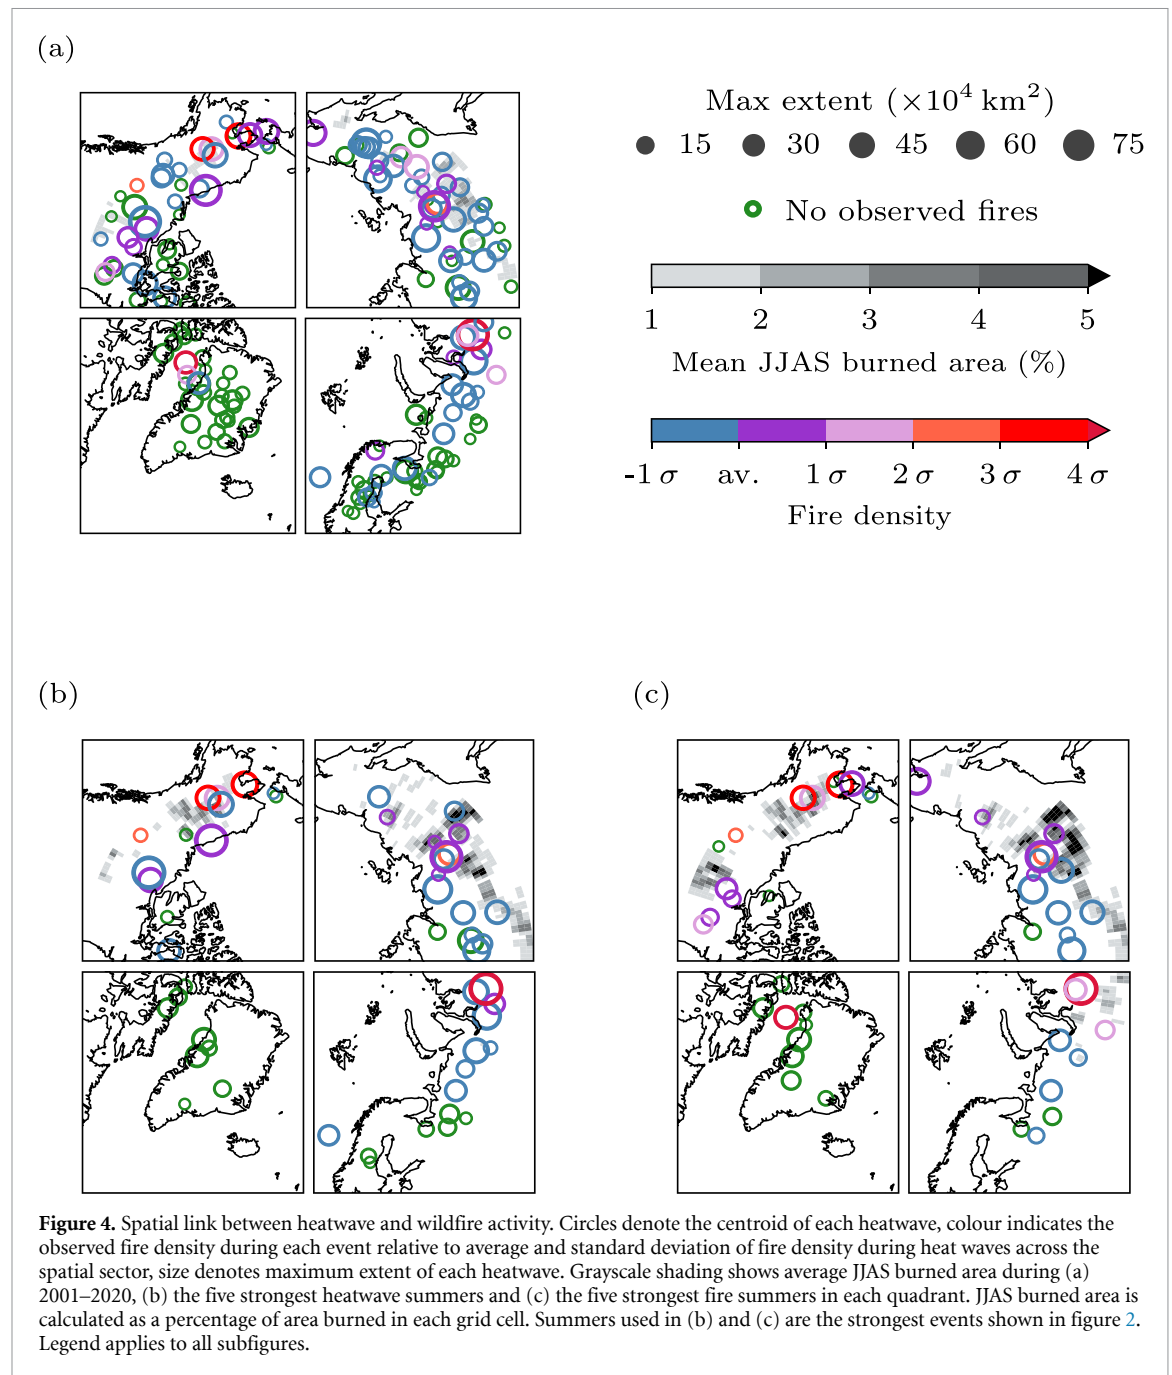 (a)
Max extent (×10⁴ km²)
15 30 45 60 75
No observed fires
1 2 3 4 5
Mean JJAS burned area (%)
-1 σ av. 1 σ 2 σ 3 σ 4 σ
Fire density
(b) (c)
Figure 4. Spatial link between heatwave and wildfire activity. Circles denote the centroid of each heatwave, colour indicates the
observed fire density during each event relative to average and standard deviation of fire density during heat waves across the
spatial sector, size denotes maximum extent of each heatwave. Grayscale shading shows average JJAS burned area during (a)
2001–2020, (b) the five strongest heatwave summers and (c) the five strongest fire summers in each quadrant. JJAS burned area is
calculated as a percentage of area burned in each grid cell. Summers used in (b) and (c) are the strongest events shown in figure 2.
Legend applies to all subfigures.